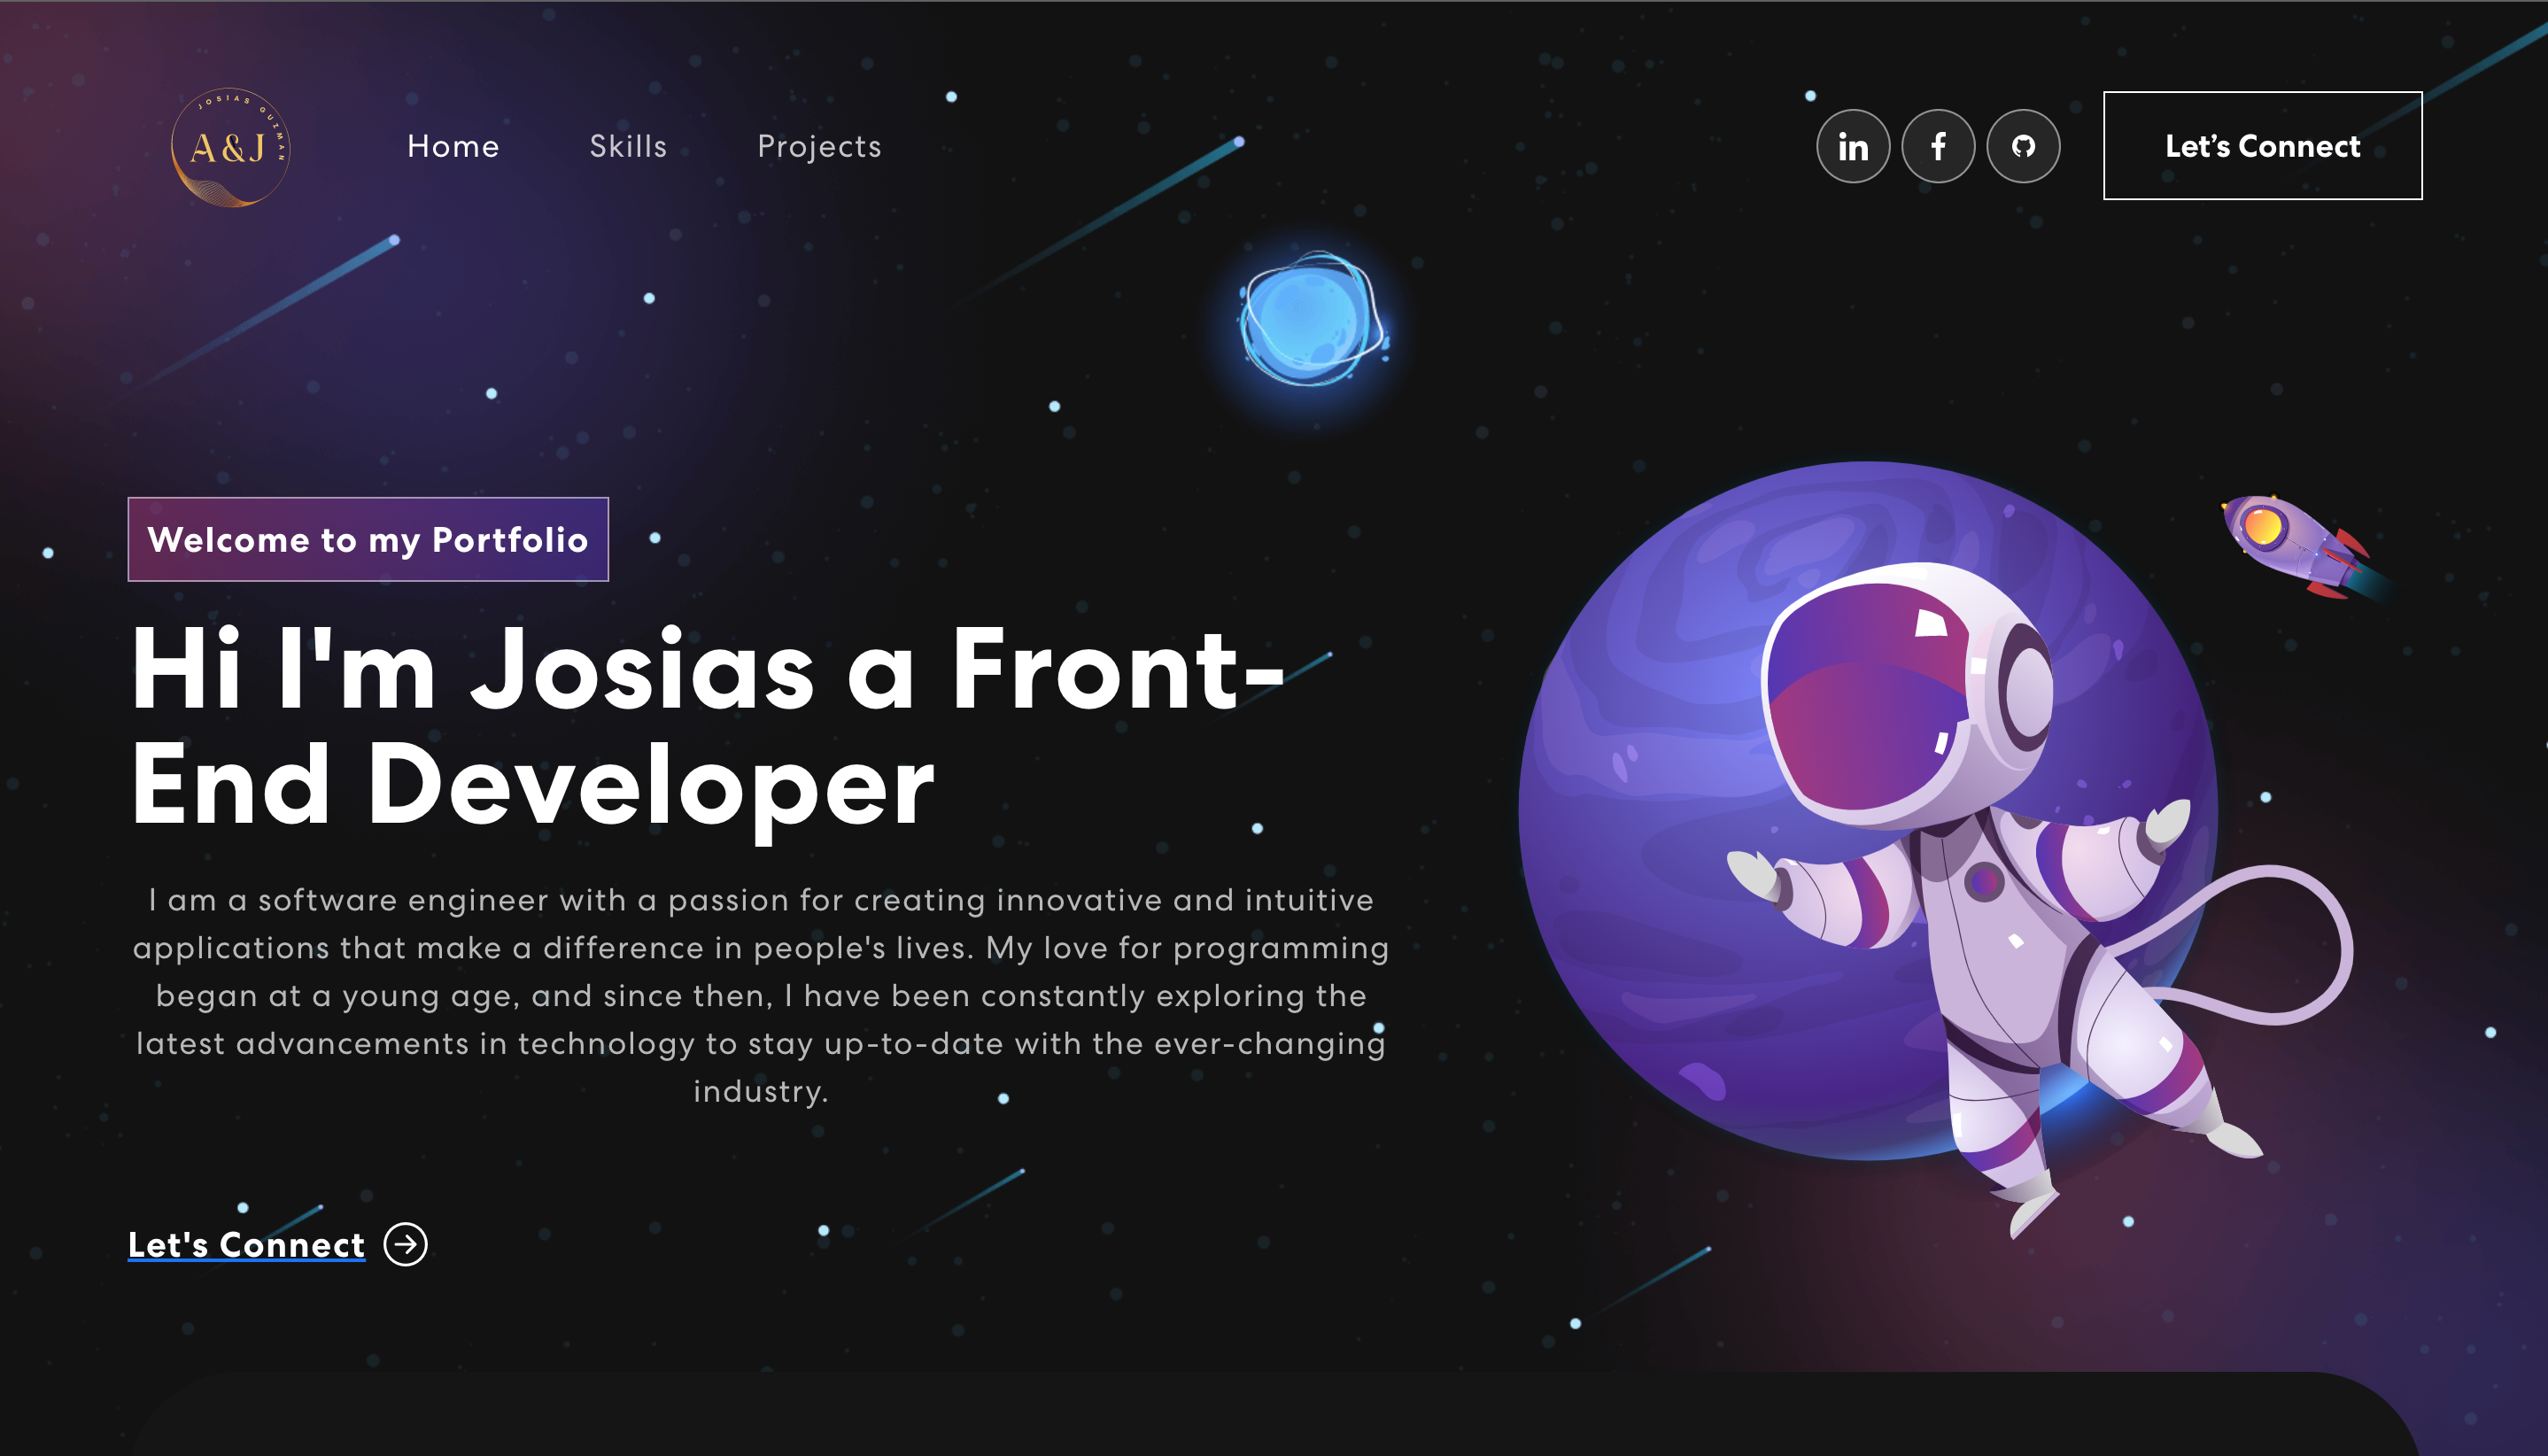 JOSIAS GUZMAN
A & J
Home
Skills
Projects
in
f
Let’s Connect
Welcome to my Portfolio
Hi I'm Josias a Front-
End Developer
I am a software engineer with a passion for creating innovative and intuitive
applications that make a difference in people's lives. My love for programming
began at a young age, and since then, I have been constantly exploring the
latest advancements in technology to stay up-to-date with the ever-changing
industry.
Let's Connect